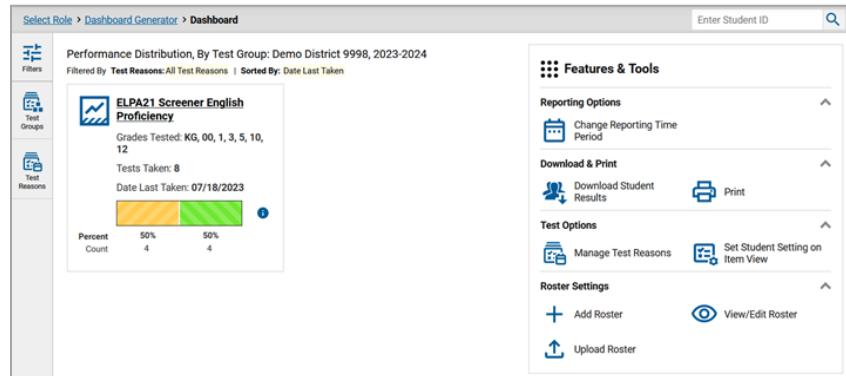 Select Role > Dashboard Generator > Dashboard
Enter Student ID
Filters
Test
Groups
Test
Reasons
Performance Distribution, By Test Group: Demo District 9998, 2023-2024
Filtered By Test Reasons: All Test Reasons | Sorted By: Date Last Taken
ELPA21 Screener English
Proficiency
Grades Tested: KG, 00, 1, 3, 5, 10,
12
Tests Taken: 8
Date Last Taken: 07/18/2023
Percent 50% 50%
Count 4 4
Features & Tools
Reporting Options
Change Reporting Time
Period
Download & Print
Download Student
Results
Print
Test Options
Manage Test Reasons
Set Student Setting on
Item View
Roster Settings
Add Roster
View/Edit Roster
Upload Roster